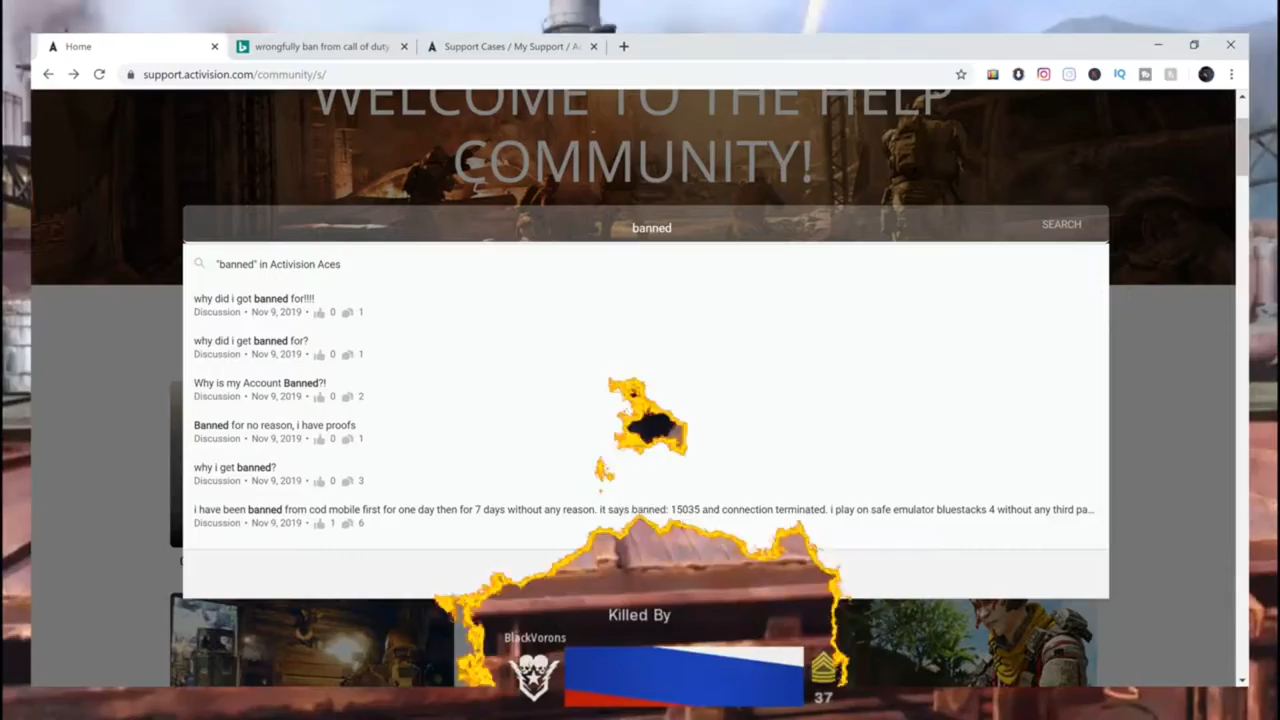 Home
wrongfully ban from call of duty
Support Cases / My Support / Ac
support.activision.com/community/s/
IQ
WELCOME TO THE HELP
COMMUNITY!
banned
SEARCH
"banned" in Activision Aces
why did i got banned for!!!!
Discussion • Nov 9, 2019 • 0 1
why did i get banned for?
Discussion • Nov 9, 2019 • 0 1
Why is my Account Banned?!
Discussion • Nov 9, 2019 • 0 2
Banned for no reason, i have proofs
Discussion • Nov 9, 2019 • 0 1
why i get banned?
Discussion • Nov 9, 2019 • 0 3
i have been banned from cod mobile first for one day then for 7 days without any reason. it says banned: 15035 and connection terminated. i play on safe emulator bluestacks 4 without any third pa...
Discussion • Nov 9, 2019 • 1 6
Killed By
BlackVorons
37